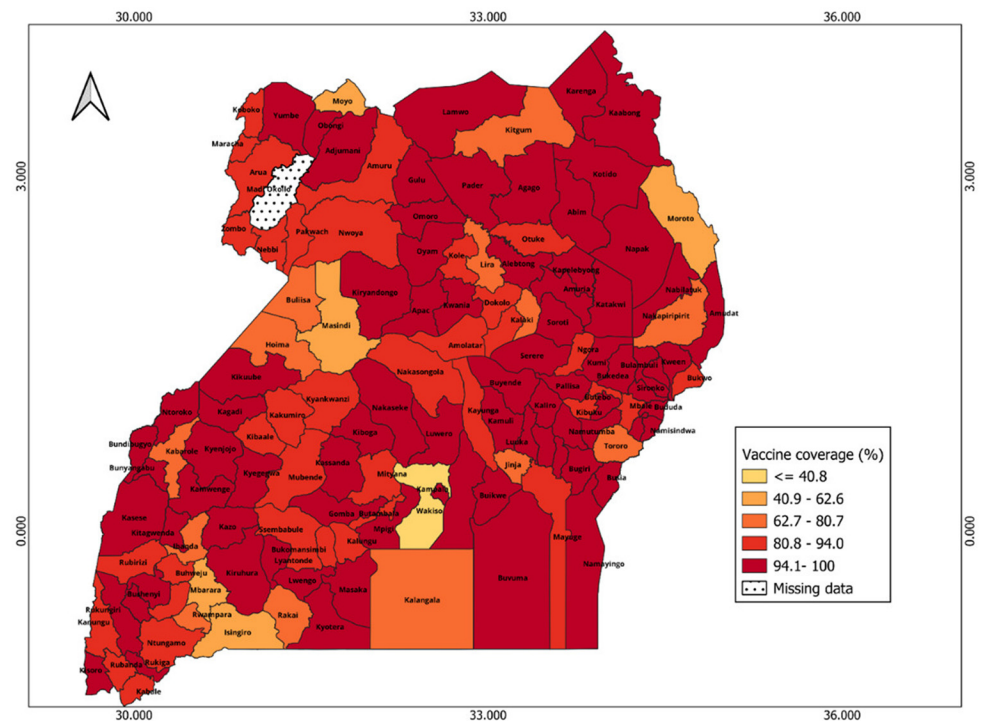 30.000 33.000 36.000
3.000
3.000
0.000
0.000
Karenga
Kaabong
Moyo
Koboko
Yumbo
Obongi
Lamwo
Kitgum
Maracha
Adjumani
Amuru
Arua
Madi Okollo
Gulu
Pader
Agago
Kotido
Abim
Moroto
Omoro
Zombo
Pakwach
Nwoya
Nebbi
Otuke
Napak
Oyam
Kole
Lira
Alebtong
Kapelebyong
Amuria
Kiryandongo
Buliisa
Nabilatuk
Katakwi
Kwania
Dokolo
Apac
Kalaki
Soroti
Nakapiripirit
Amudat
Masindi
Hoima
Amolatar
Serere
Ngora
Kumi
Bulambuli
Kween
Bukedea
Bukwo
Kikuube
Nakasongola
Buyende
Pallisa
Sironko
Kyankwanzi
Nakaseke
Kayunga
Kaliro
Butebo
Mbale
Bududa
Ntoroko
Kagadi
Kakumiro
Kibuku
Kamuli
Namutumba
Namisindwa
Kibaale
Kiboga
Luwero
Luuka
Tororo
Bundibugyo
Kabarole
Kyenjojo
Kassanda
Jinja
Bugiri
Bunyangabu
Kyegegwa
Mubende
Mityana
Busia
Kamwenge
Kampala
Buikwe
Wakiso
Kasese
Kazo
Gomba
Butambala
Mpigi
Kitagwenda
Ssembabule
Kalungu
Mayuge
Ibanda
Bukumansimbi
Lyantonde
Rubirizi
Namayingo
Buhweju
Kiruhura
Lwengo
Buvuma
Bushenyi
Mbarara
Masaka
Kalangala
Rukungiri
Kanungu
Rwampara
Rakai
Kyotera
Isingiro
Ntungamo
Rubanda
Rukiga
Kisoro
Kabale
Vaccine coverage (%)
<= 40.8
40.9 - 62.6
62.7 - 80.7
80.8 - 94.0
94.1- 100
Missing data
30.000 33.000 36.000